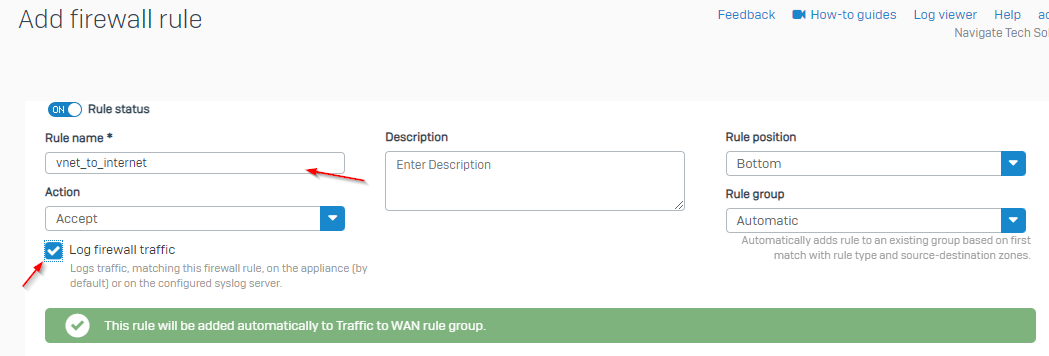 Add firewall rule
Feedback How-to guides Log viewer Help
Navigate Tech
ON Rule status
Rule name *
Description
Rule position
vnet_to_internet
Enter Description
Bottom
Action
Rule group
Accept
Automatic
Log firewall traffic
Automatically adds rule to an existing group based on first
match with rule type and source-destination zones.
Logs traffic, matching this firewall rule, on the appliance (by
default) or on the configured syslog server.
This rule will be added automatically to Traffic to WAN rule group.